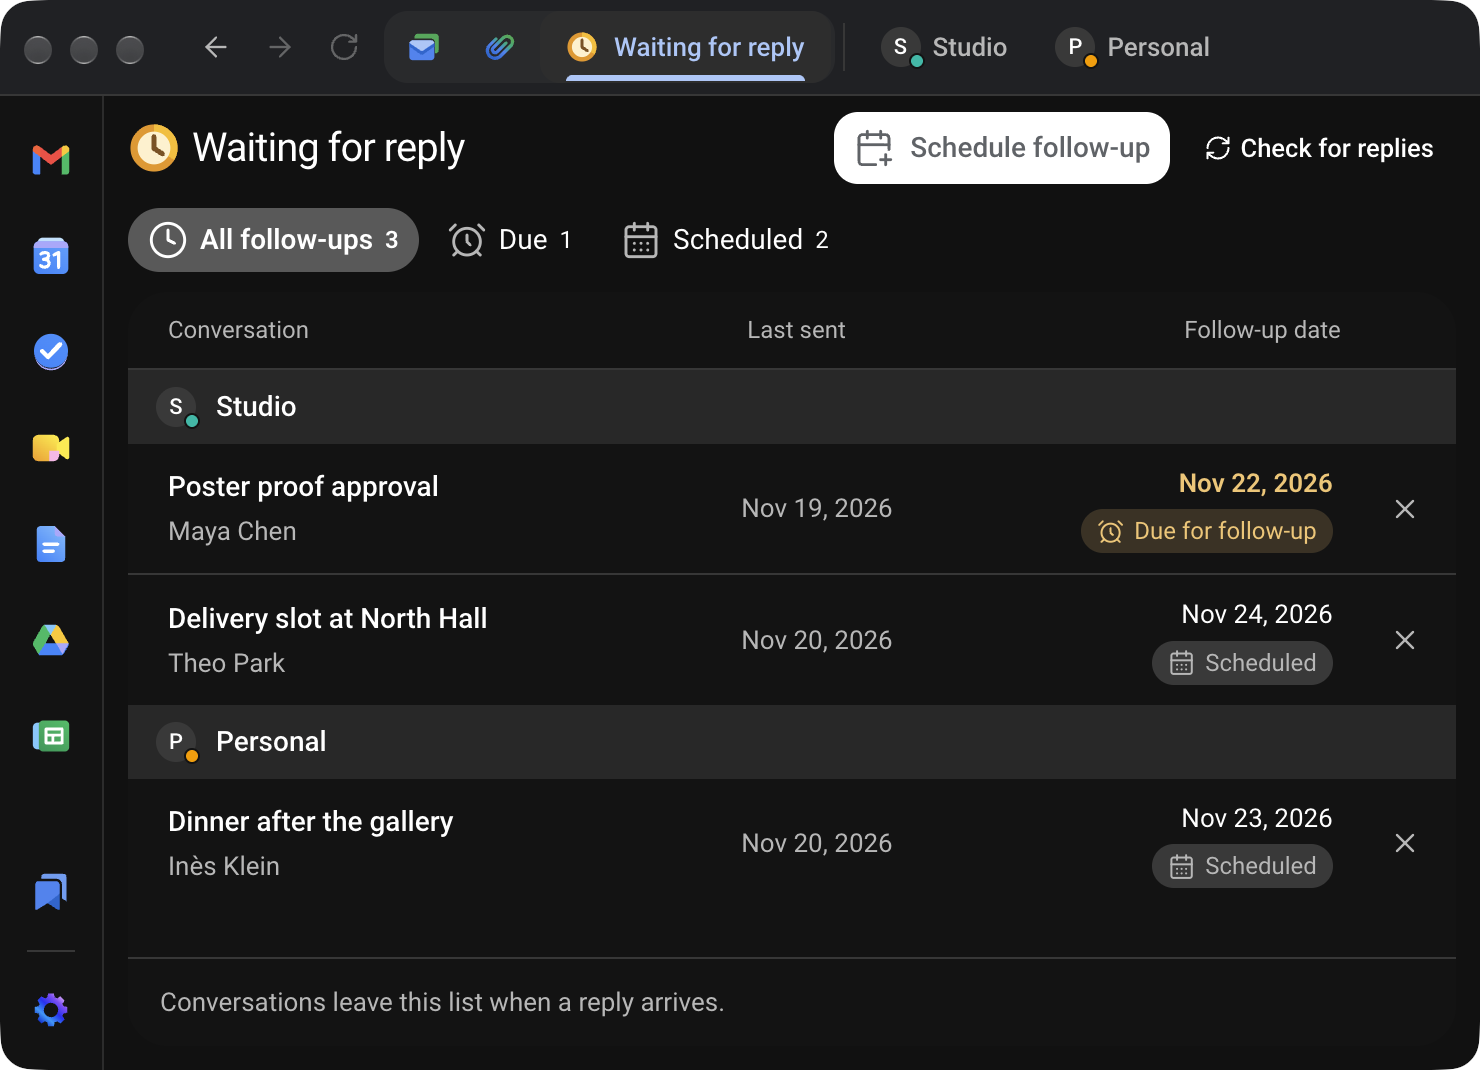 Waiting for reply
S Studio
P Personal
Waiting for reply
Schedule follow-up
Check for replies
31
All follow-ups 3
Due 1
Scheduled 2
Conversation Last sent Follow-up date
S Studio
Poster proof approval
Maya Chen
Nov 19, 2026
Nov 22, 2026
Due for follow-up
Delivery slot at North Hall
Theo Park
Nov 20, 2026
Nov 24, 2026
Scheduled
P Personal
Dinner after the gallery
Inès Klein
Nov 20, 2026
Nov 23, 2026
Scheduled
Conversations leave this list when a reply arrives.